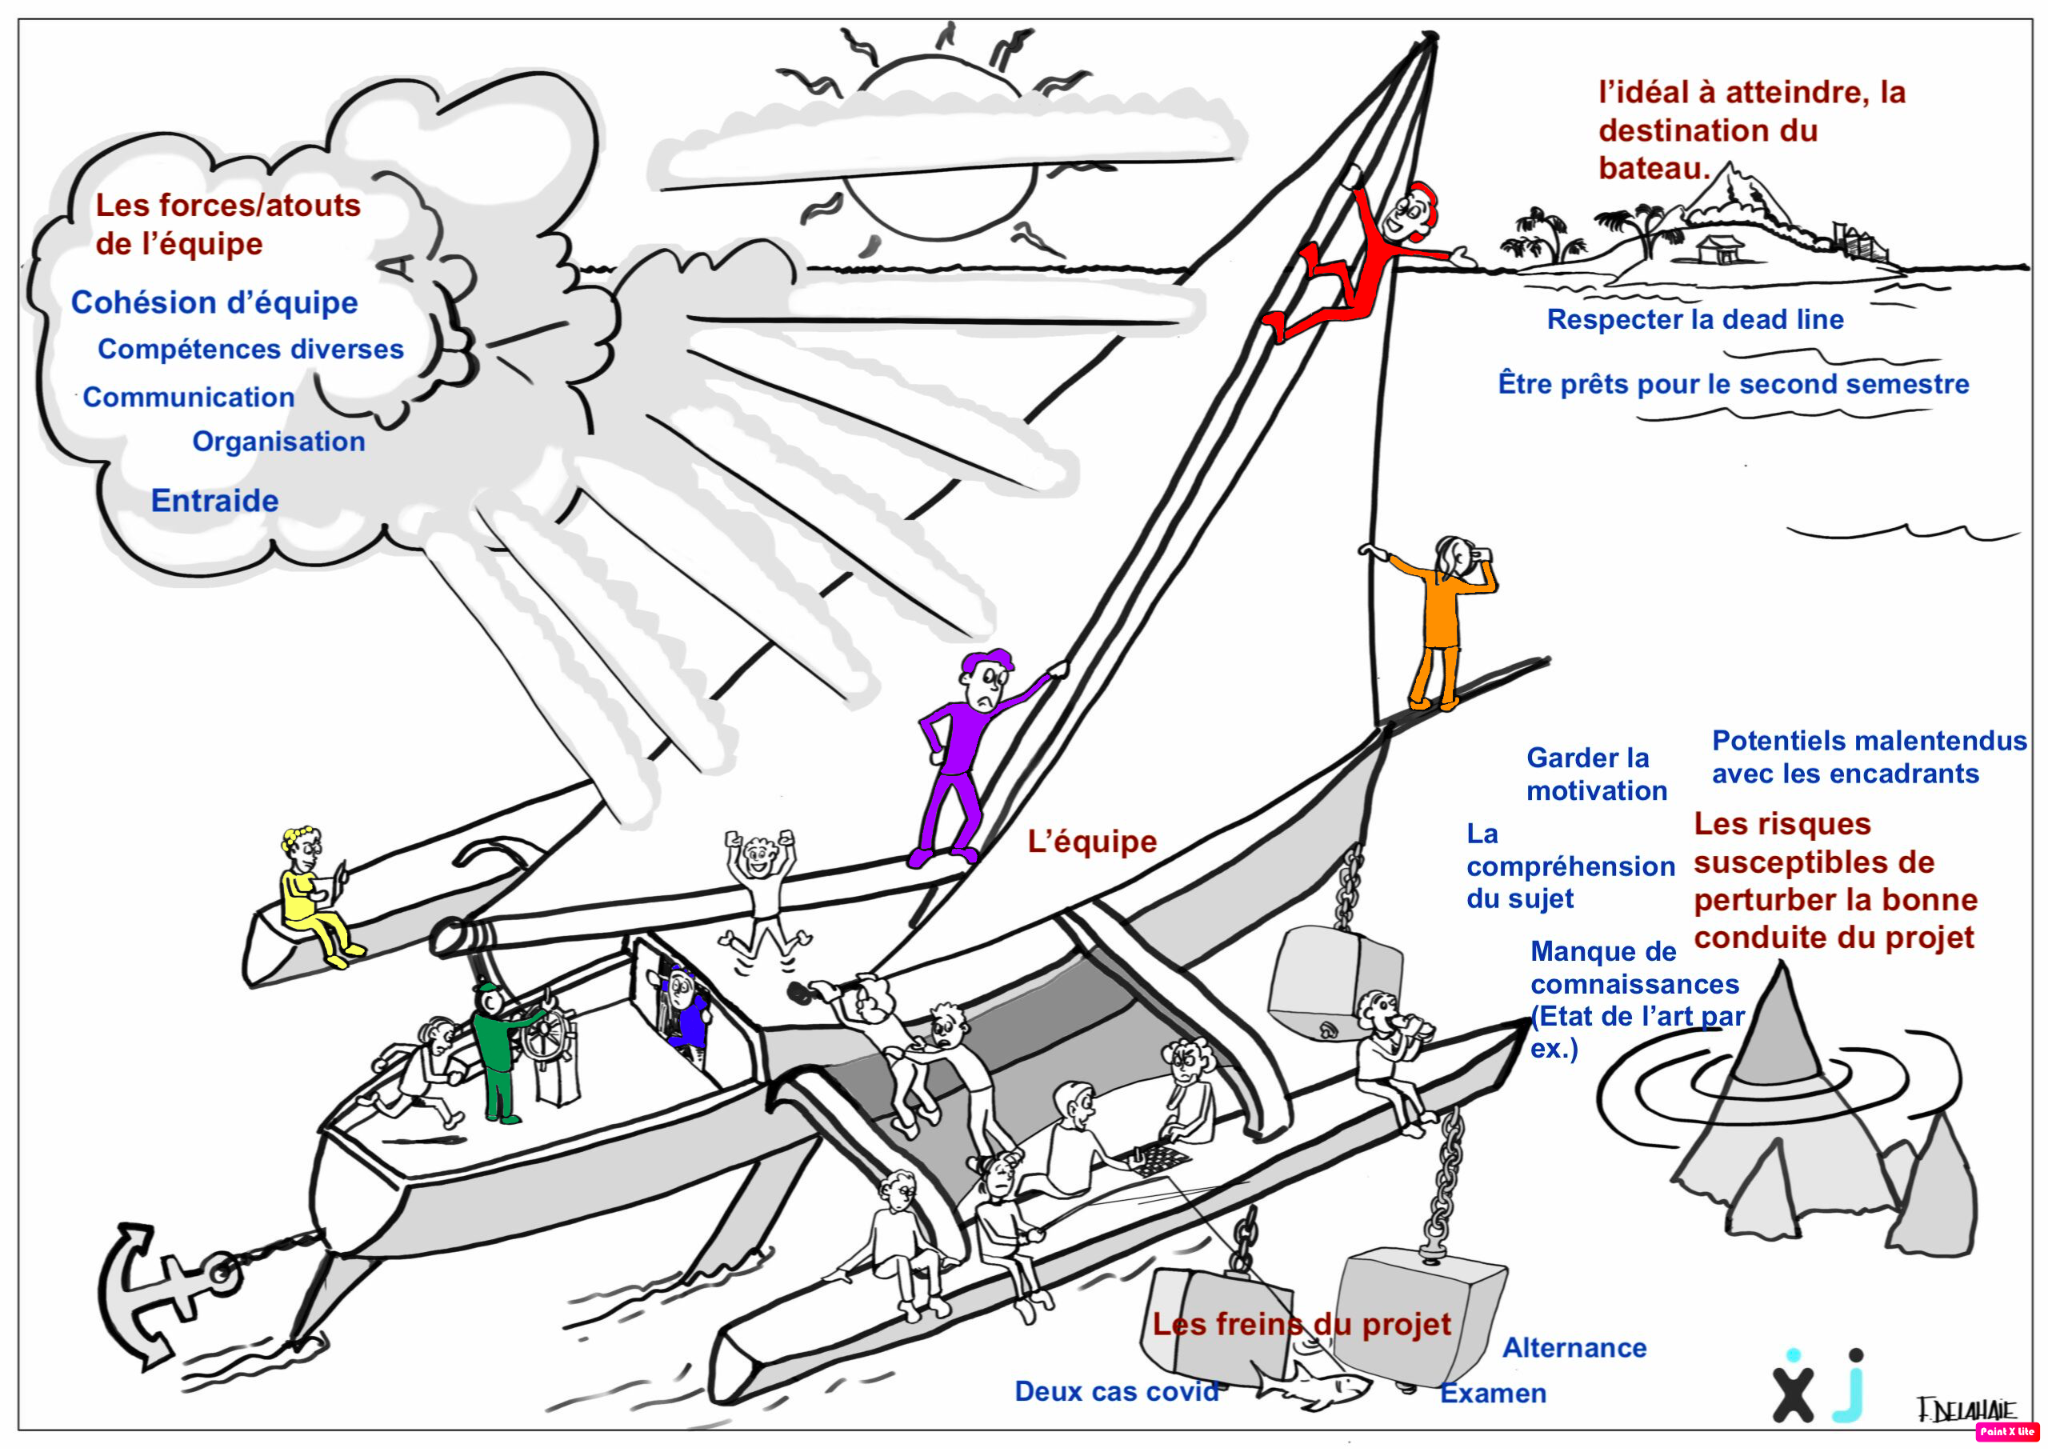 Les forces/atouts
de l'équipe
Cohésion d'équipe
Compétences diverses
Communication
Organisation
Entraide
l'idéal à atteindre, la
destination du
bateau.
Respecter la dead line
Être prêts pour le second semestre
L'équipe
Garder la
motivation
Potentiels malentendus
avec les encadrants
La
compréhension
du sujet
Les risques
susceptibles de
perturber la bonne
conduite du projet
Manque de
comnaissances
(Etat de l'art par
ex.)
Les freins du projet
Alternance
Deux cas covid
Examen
F. DELAHAIE
Paint X Lite